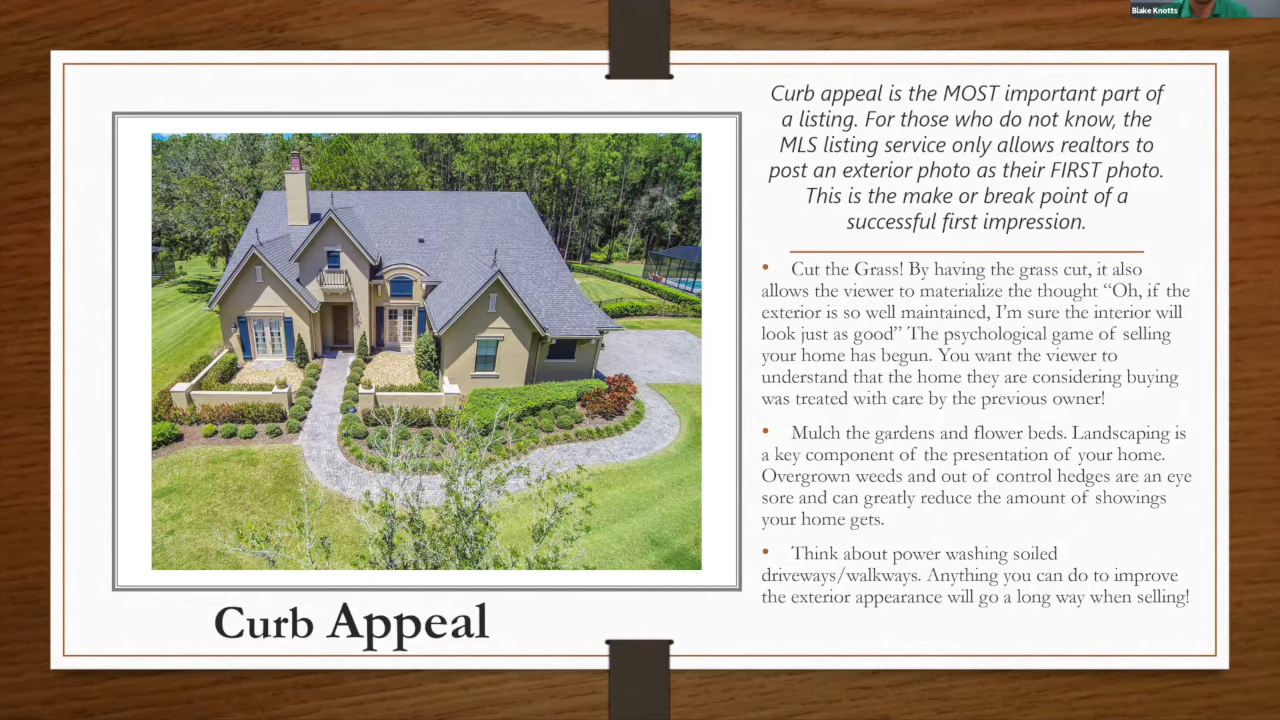 Blake Knotts
Curb appeal is the MOST important part of
a listing. For those who do not know, the
MLS listing service only allows realtors to
post an exterior photo as their FIRST photo.
This is the make or break point of a
successful first impression.
• Cut the Grass! By having the grass cut, it also
allows the viewer to materialize the thought “Oh, if the
exterior is so well maintained, I’m sure the interior will
look just as good” The psychological game of selling
your home has begun. You want the viewer to
understand that the home they are considering buying
was treated with care by the previous owner!
• Mulch the gardens and flower beds. Landscaping is
a key component of the presentation of your home.
Overgrown weeds and out of control hedges are an eye
sore and can greatly reduce the amount of showings
your home gets.
• Think about power washing soiled
driveways/walkways. Anything you can do to improve
the exterior appearance will go a long way when selling!
Curb Appeal